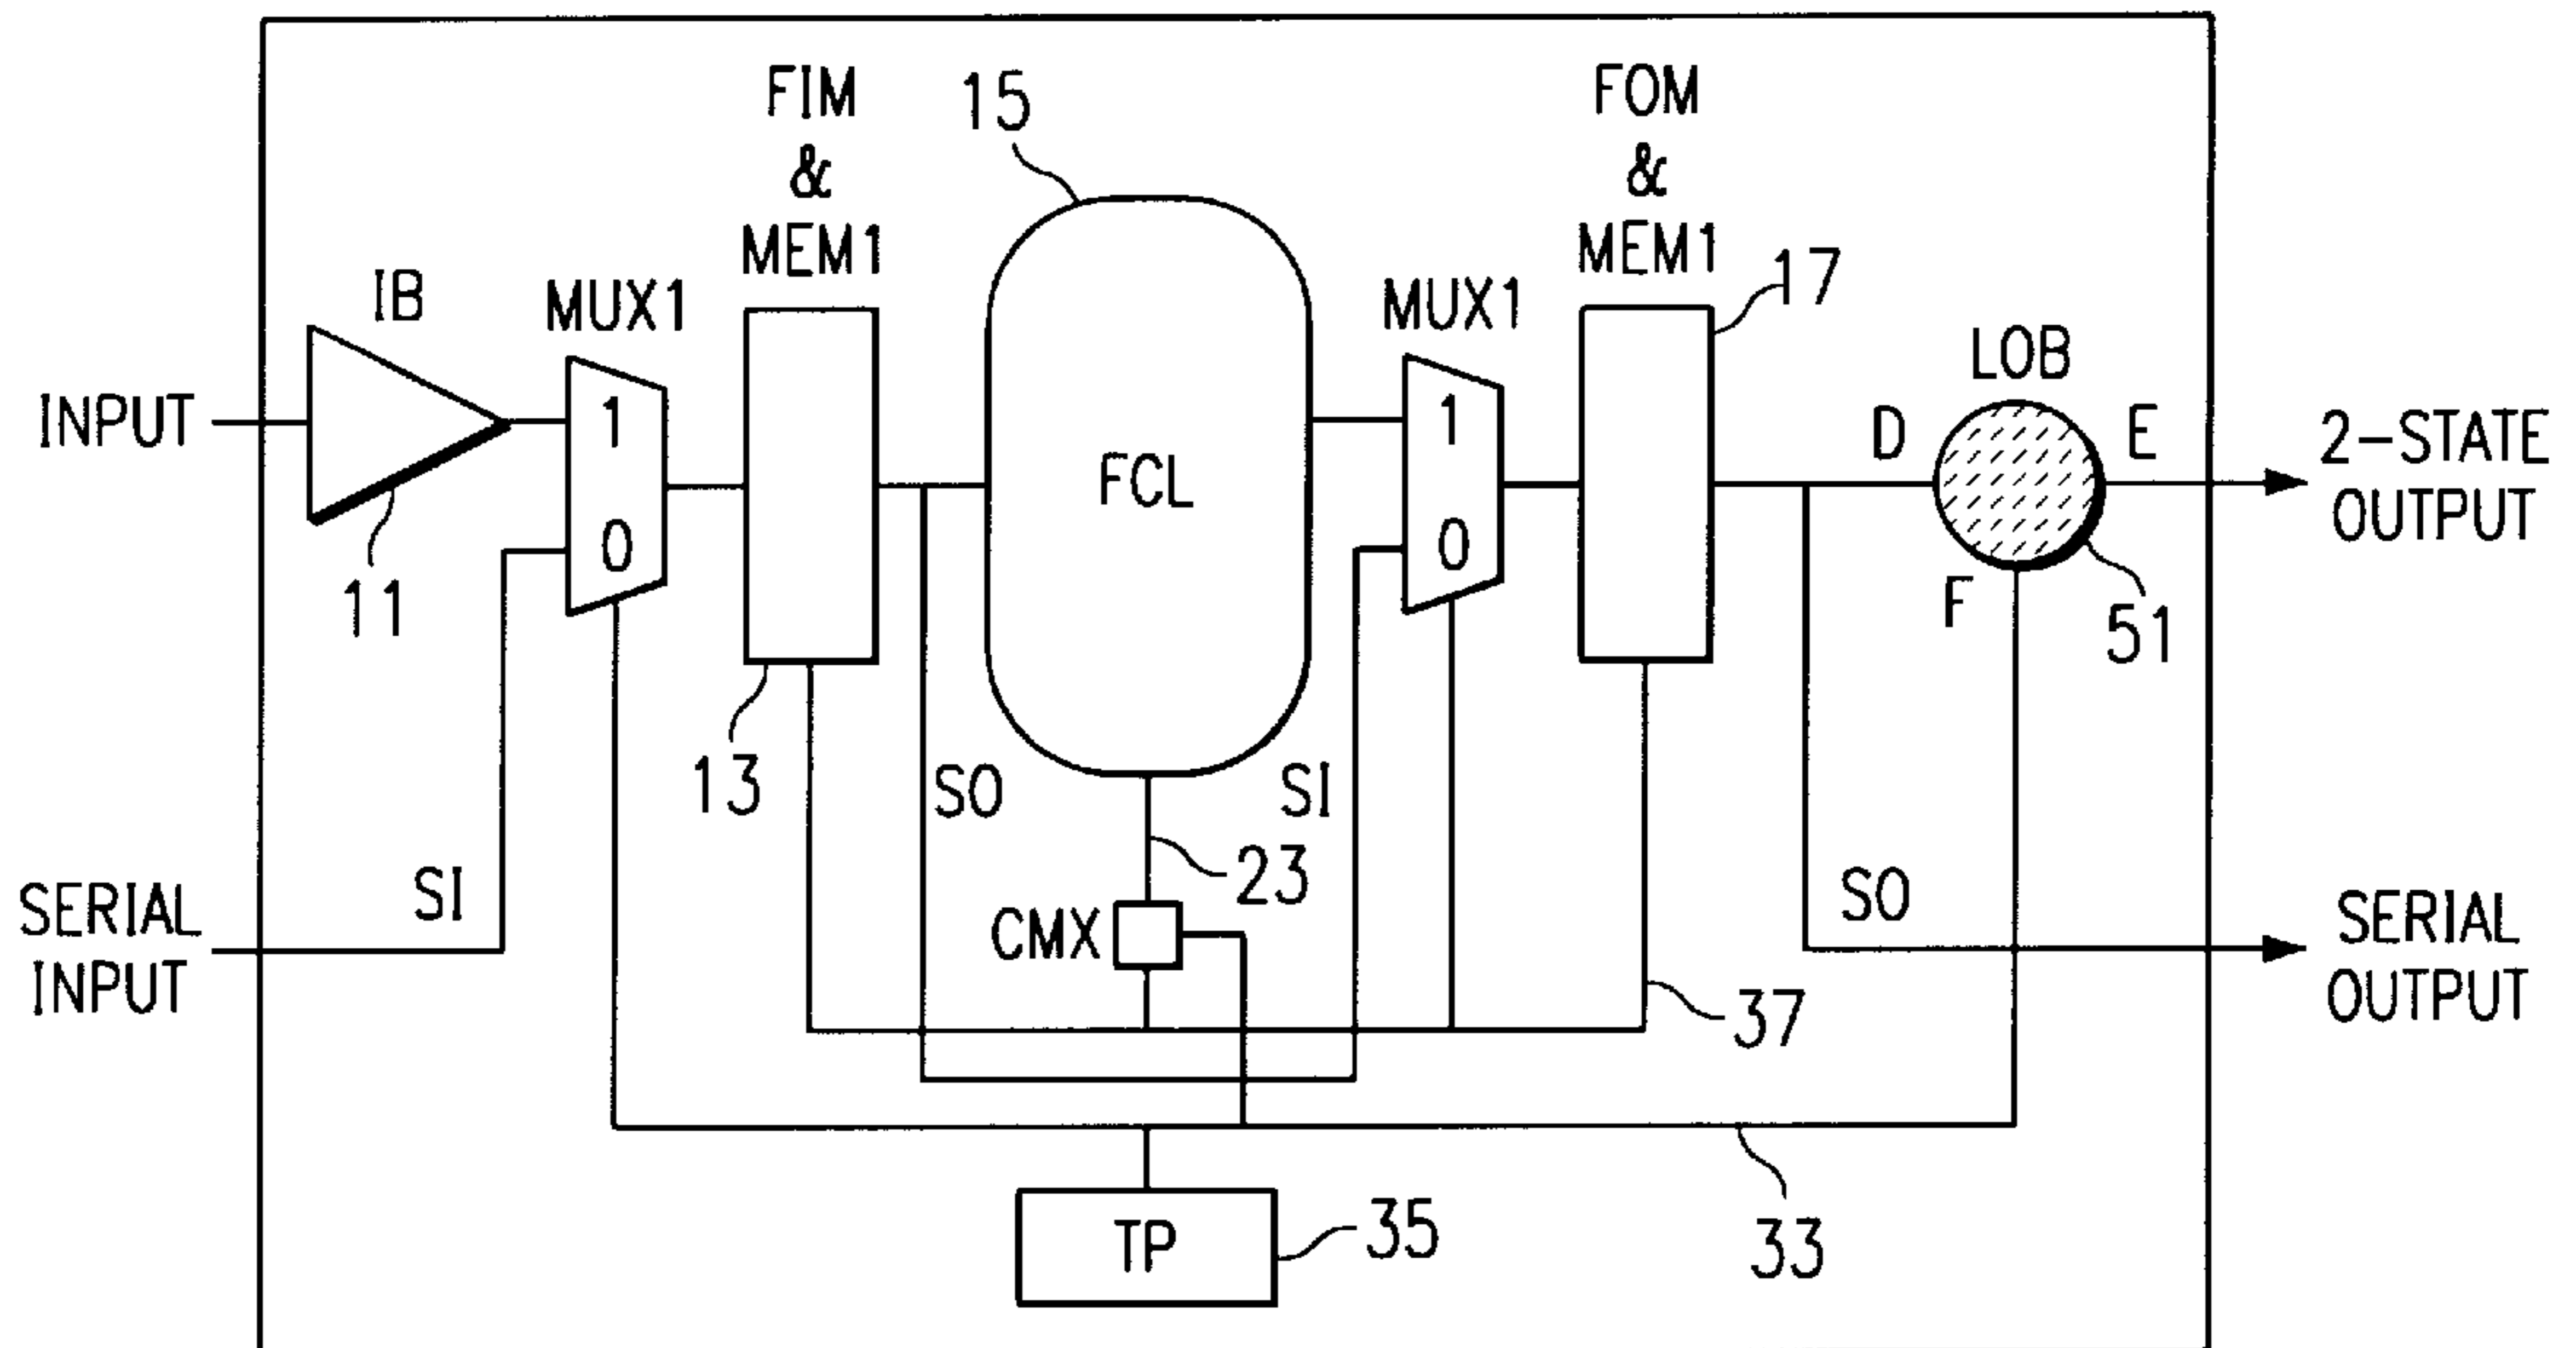 FIM
&
MEM1
15
FOM
&
MEM1
17
IB
MUX1
MUX1
LOB
INPUT
1
0
FCL
1
0
D
E
F
2-STATE
OUTPUT
11
13
51
SO
SI
23
SI
SERIAL
INPUT
CMX
SO
SERIAL
OUTPUT
37
TP
35
33